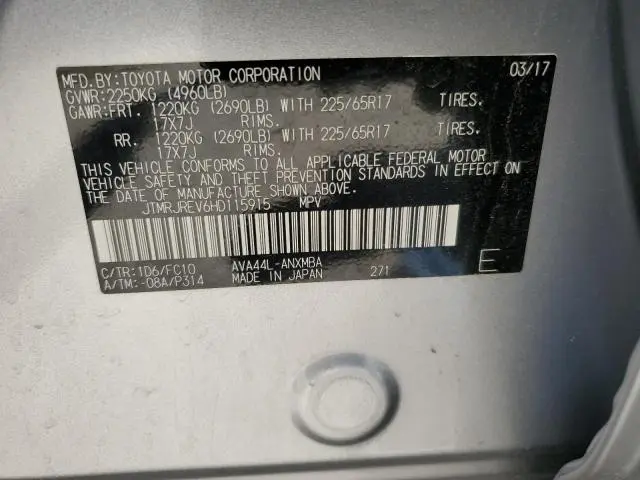 MFD.BY:TOYOTA MOTOR CORPORATION 03/17
GVWR:2250KG (4960LB)
GAWR:FRT. 1220KG (2690LB) WITH 225/65R17 TIRES.
17X7J RIMS.
RR. 1220KG (2690LB) WITH 225/65R17 TIRES.
17X7J RIMS.
THIS VEHICLE CONFORMS TO ALL APPLICABLE FEDERAL MOTOR
VEHICLE SAFETY AND THEFT PREVENTION STANDARDS IN EFFECT ON
THE DATE OF MANUFACTURE SHOWN ABOVE.
JTMRJREV6HD115915 MPV
C/TR:1D6/FC10 AVA44L-ANXMBA E
A/TM:-08A/P314 MADE IN JAPAN 271